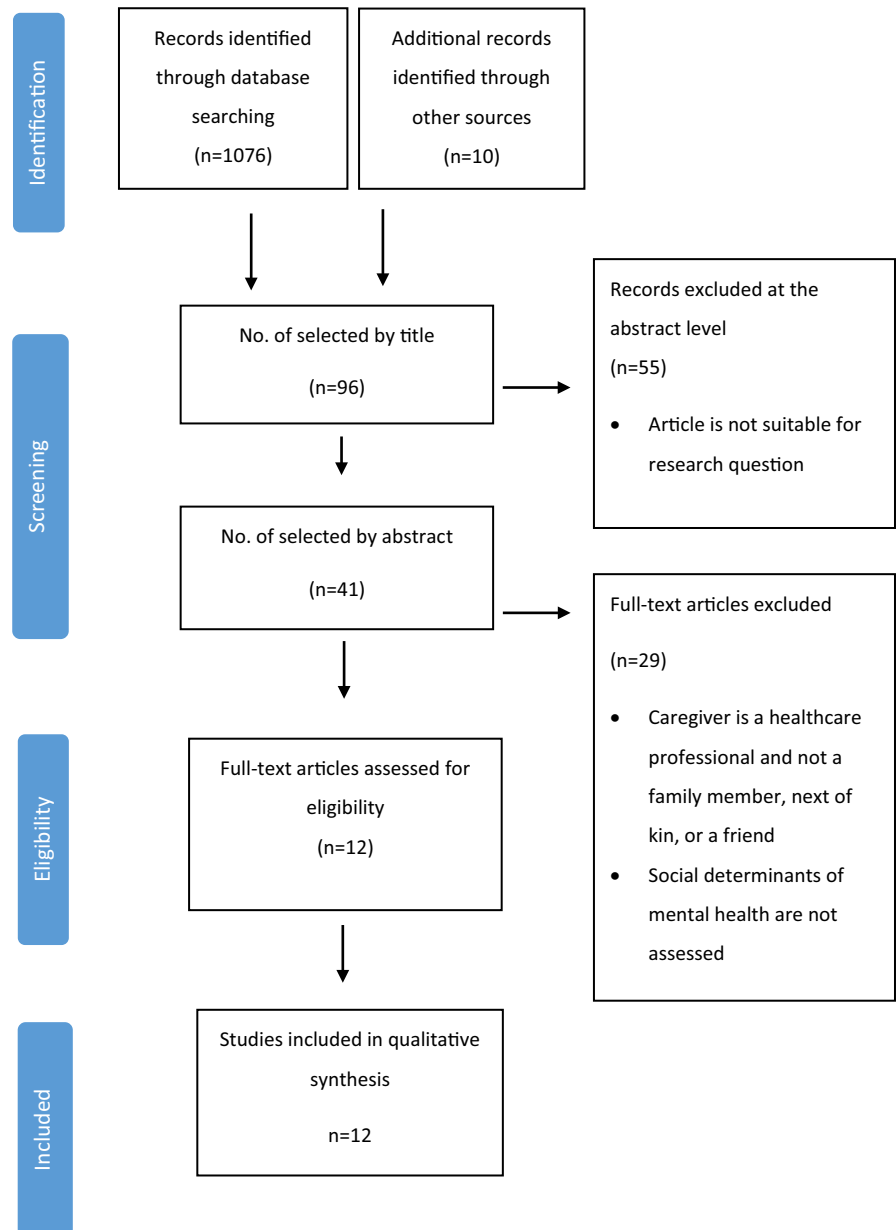 Identification
Records identified
through database
searching
(n=1076)
Additional records
identified through
other sources
(n=10)
Screening
No. of selected by title
(n=96)
Records excluded at the
abstract level
(n=55)
• Article is not suitable for
research question
No. of selected by abstract
(n=41)
Full-text articles excluded
(n=29)
• Caregiver is a healthcare
professional and not a
family member, next of
kin, or a friend
• Social determinants of
mental health are not
assessed
Eligibility
Full-text articles assessed for
eligibility
(n=12)
Included
Studies included in qualitative
synthesis
n=12